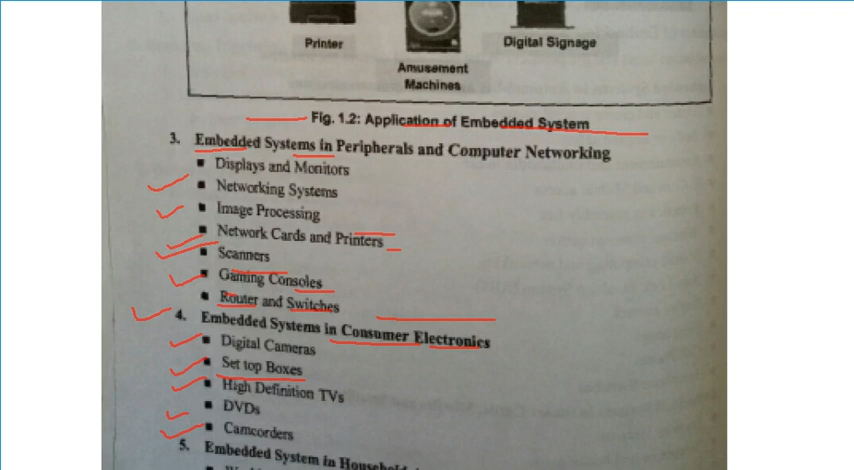 Printer
Digital Signage
Amusement
Machines
Fig. 1.2: Application of Embedded System
3. Embedded Systems in Peripherals and Computer Networking
■ Displays and Monitors
■ Networking Systems
■ Image Processing
■ Network Cards and Printers
■ Scanners
■ Gaming Consoles
■ Router and Switches
4. Embedded Systems in Consumer Electronics
■ Digital Cameras
■ Set top Boxes
■ High Definition TVs
■ DVDs
■ Camcorders
5. Embedded System in